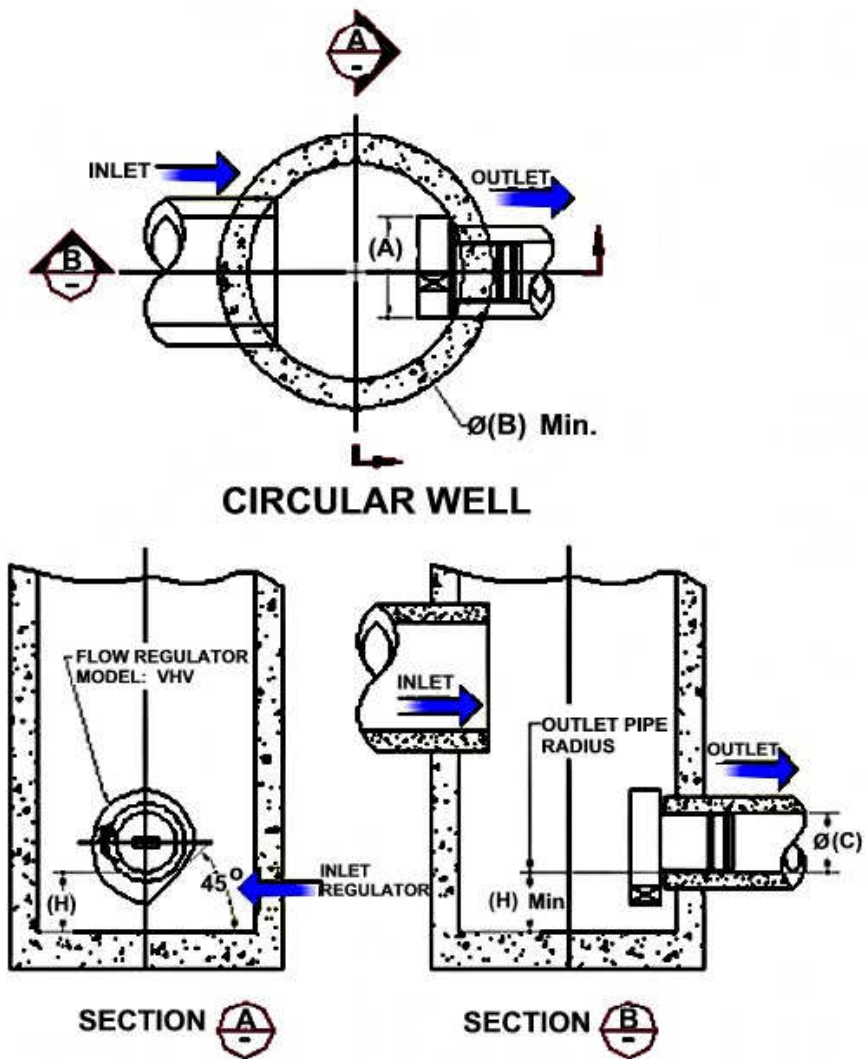 A
-
INLET
OUTLET
(A)
B
-
Ø(B) Min.
CIRCULAR WELL
FLOW REGULATOR
MODEL: VHV
(H)
45°
INLET
REGULATOR
SECTION A
-
INLET
OUTLET PIPE
RADIUS
OUTLET
Ø(C)
(H) Min
SECTION B
-